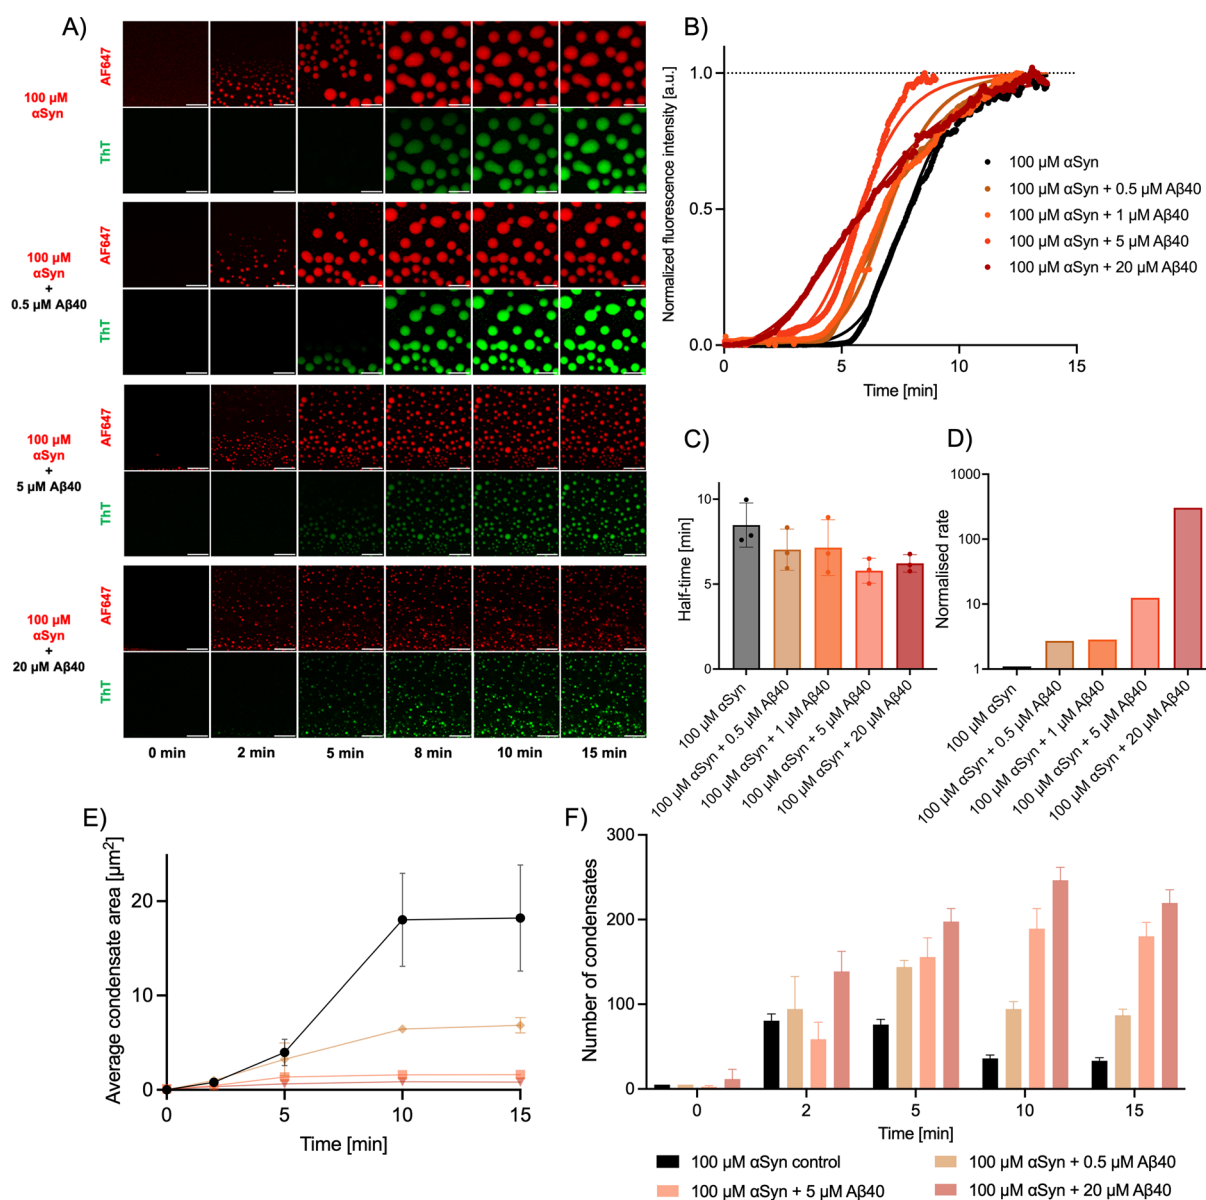 A)
100 µM
αSyn
AF647
ThT
100 µM
αSyn
+
0.5 µM Aβ40
AF647
ThT
100 µM
αSyn
+
5 µM Aβ40
AF647
ThT
100 µM
αSyn
+
20 µM Aβ40
AF647
ThT
0 min 2 min 5 min 8 min 10 min 15 min
B)
Normalized fluorescence intensity [a.u.]
1.0
0.5
0.0
0 5 10 15
Time [min]
100 µM αSyn
100 µM αSyn + 0.5 µM Aβ40
100 µM αSyn + 1 µM Aβ40
100 µM αSyn + 5 µM Aβ40
100 µM αSyn + 20 µM Aβ40
C)
Half-time [min]
10
5
0
100 µM αSyn
100 µM αSyn + 0.5 µM Aβ40
100 µM αSyn + 1 µM Aβ40
100 µM αSyn + 5 µM Aβ40
100 µM αSyn + 20 µM Aβ40
D)
Normalised rate
1000
100
10
1
100 µM αSyn
100 µM αSyn + 0.5 µM Aβ40
100 µM αSyn + 1 µM Aβ40
100 µM αSyn + 5 µM Aβ40
100 µM αSyn + 20 µM Aβ40
E)
Average condensate area [µm²]
20
10
0
0 5 10 15
Time [min]
F)
Number of condensates
300
200
100
0
0 2 5 10 15
Time [min]
100 µM αSyn control
100 µM αSyn + 0.5 µM Aβ40
100 µM αSyn + 5 µM Aβ40
100 µM αSyn + 20 µM Aβ40